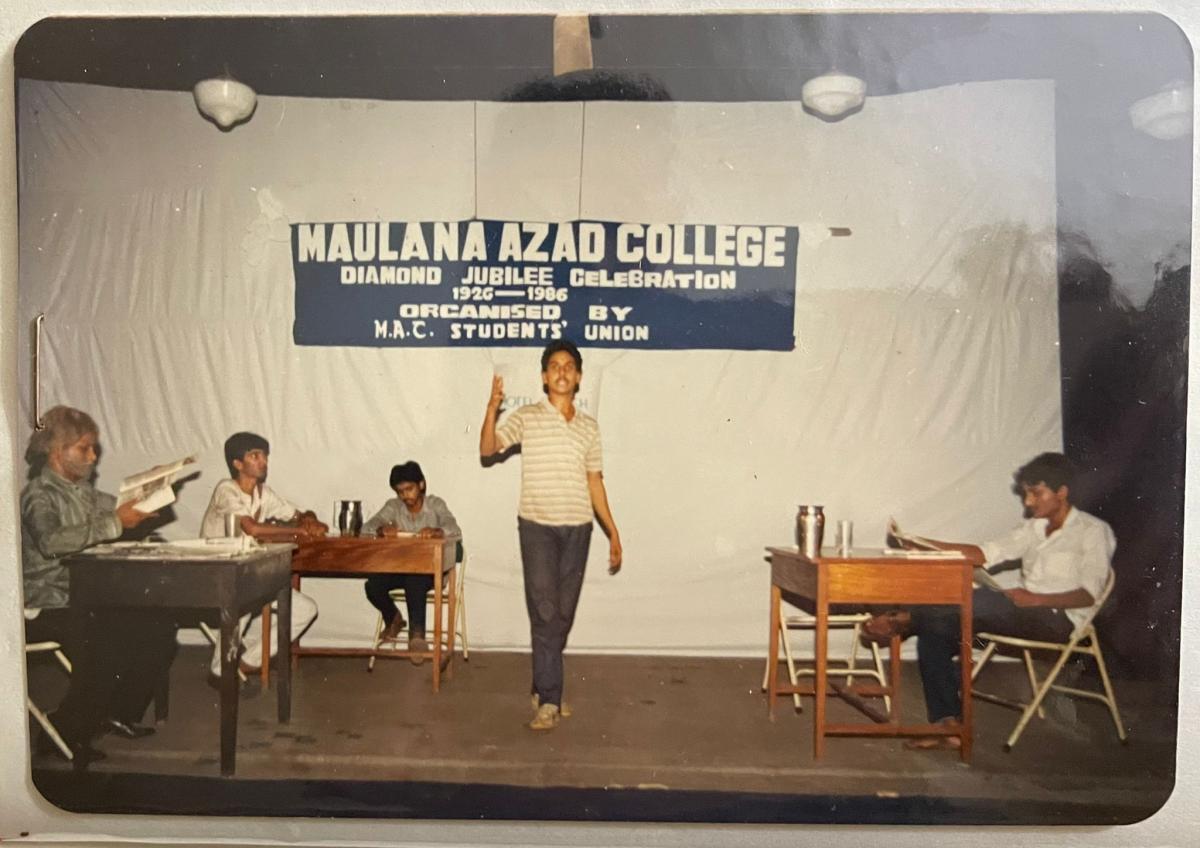 MAULANA AZAD COLLEGE
DIAMOND JUBILEE CELEBRATION
1926—1986
ORGANISED BY
M.A.C. STUDENTS' UNION